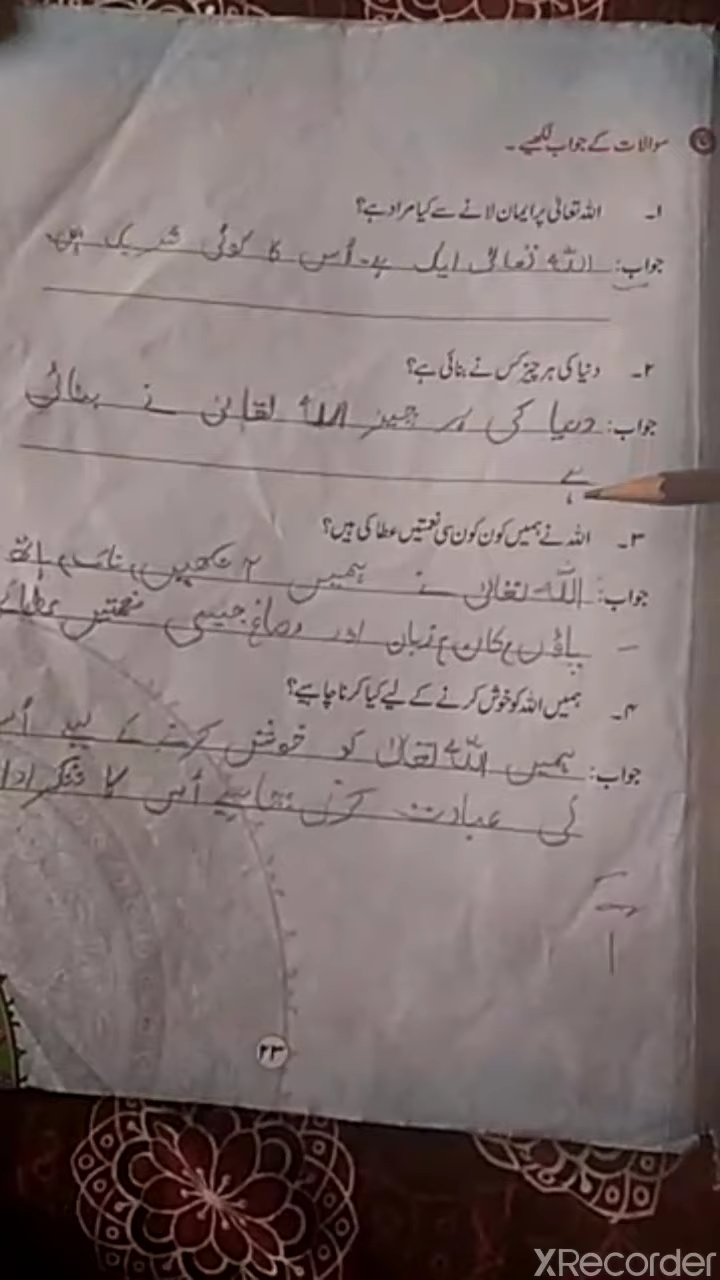 سوالات کے جواب لکھیے۔
۱۔ اللہ تعالیٰ پر ایمان لانے سے کیا مراد ہے؟
جواب: اللہ تعالیٰ ایک ہے۔ اُس کا کوئی شریک
۲۔ دنیا کی ہر چیز کس نے بنائی ہے؟
جواب: دنیا کی ہر چیز اللہ تعالیٰ نے بنائی
ہے
۳۔ اللہ نے ہمیں کون کون سی نعمتیں عطا کی ہیں؟
جواب: اللہ تعالیٰ نے ہمیں آنکھیں، ناک، ہاتھ
پاؤں، کان، زبان اور دماغ جیسی نعمتیں
۴۔ ہمیں اللہ کو خوش کرنے کے لیے کیا کرنا چاہیے؟
جواب: ہمیں اللہ تعالیٰ کو خوش کرنے کے لیے
کی عبادت کرنی چاہیے اُس کا شکر ادا
۲۳
XRecorder